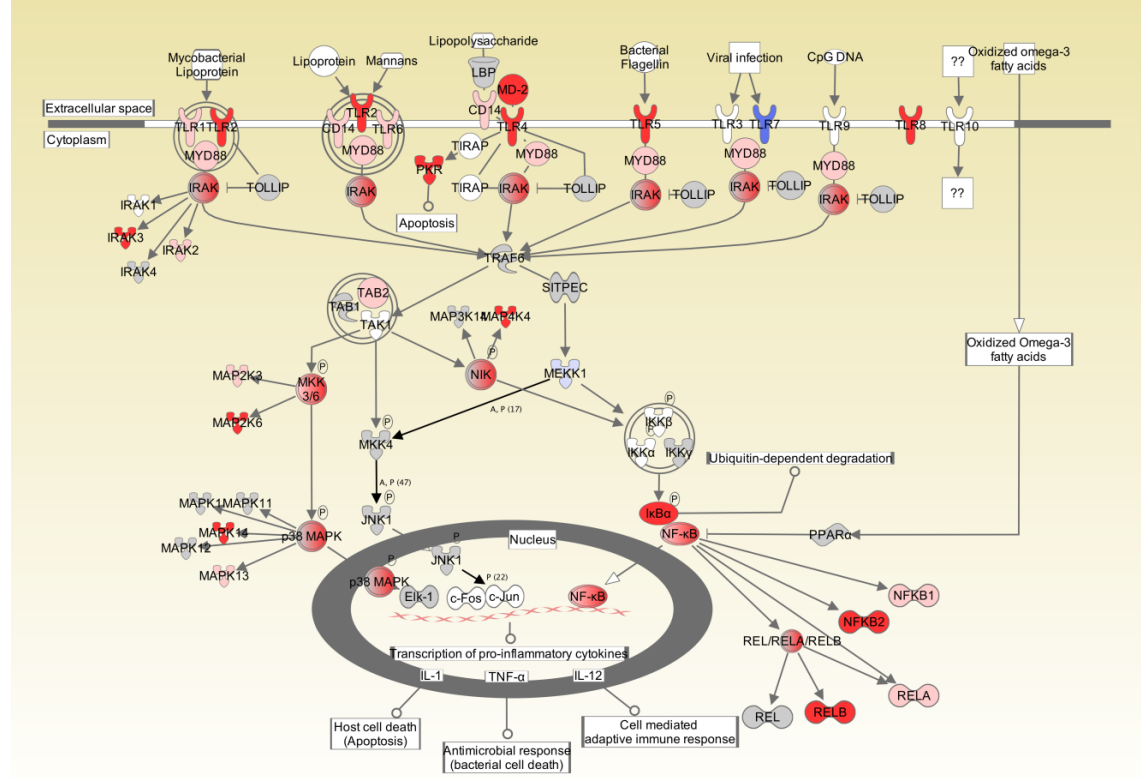 Mycobacterial
Lipoprotein
Lipoprotein
Mannans
Lipopolysaccharide
LBP
MD-2
Bacterial
Flagellin
Viral infection
CpG DNA
??
Oxidized omega-3
fatty acids
Extracellular space
Cytoplasm
TLR1
TLR2
CD14
TLR2
TLR6
CD14
TLR4
TLR5
TLR3
TLR7
TLR9
TLR8
TLR10
MYD88
MYD88
PKR
TIRAP
MYD88
TIRAP
MYD88
MYD88
MYD88
IRAK
TOLLIP
IRAK
IRAK
TOLLIP
IRAK
TOLLIP
IRAK
TOLLIP
IRAK
TOLLIP
??
Apoptosis
IRAK1
IRAK3
IRAK2
IRAK4
TRAF6
TAB2
TAB1
TAK1
SITPEC
MAP3K14
MAP4K4
P
NIK
MEKK1
Oxidized Omega-3
fatty acids
P
MKK
3/6
MAP2K3
MAP2K6
A, P (17)
P
MKK4
P
IKKβ
P
IKKα
IKKγ
Ubiquitin-dependent degradation
A, P (47)
P
JNK1
P
IκBα
NF-κB
PPARα
MAPK1
MAPK11
P
MAPK14
p38 MAPK
MAPK12
MAPK13
Nucleus
JNK1
P
p38 MAPK
P (22)
Elk-1
c-Fos
c-Jun
NF-κB
NFKB1
NFKB2
REL/RELA/RELB
RELA
REL
RELB
Transcription of pro-inflammatory cytokines
IL-1
TNF-α
IL-12
Host cell death
(Apoptosis)
Antimicrobial response
(bacterial cell death)
Cell mediated
adaptive immune response